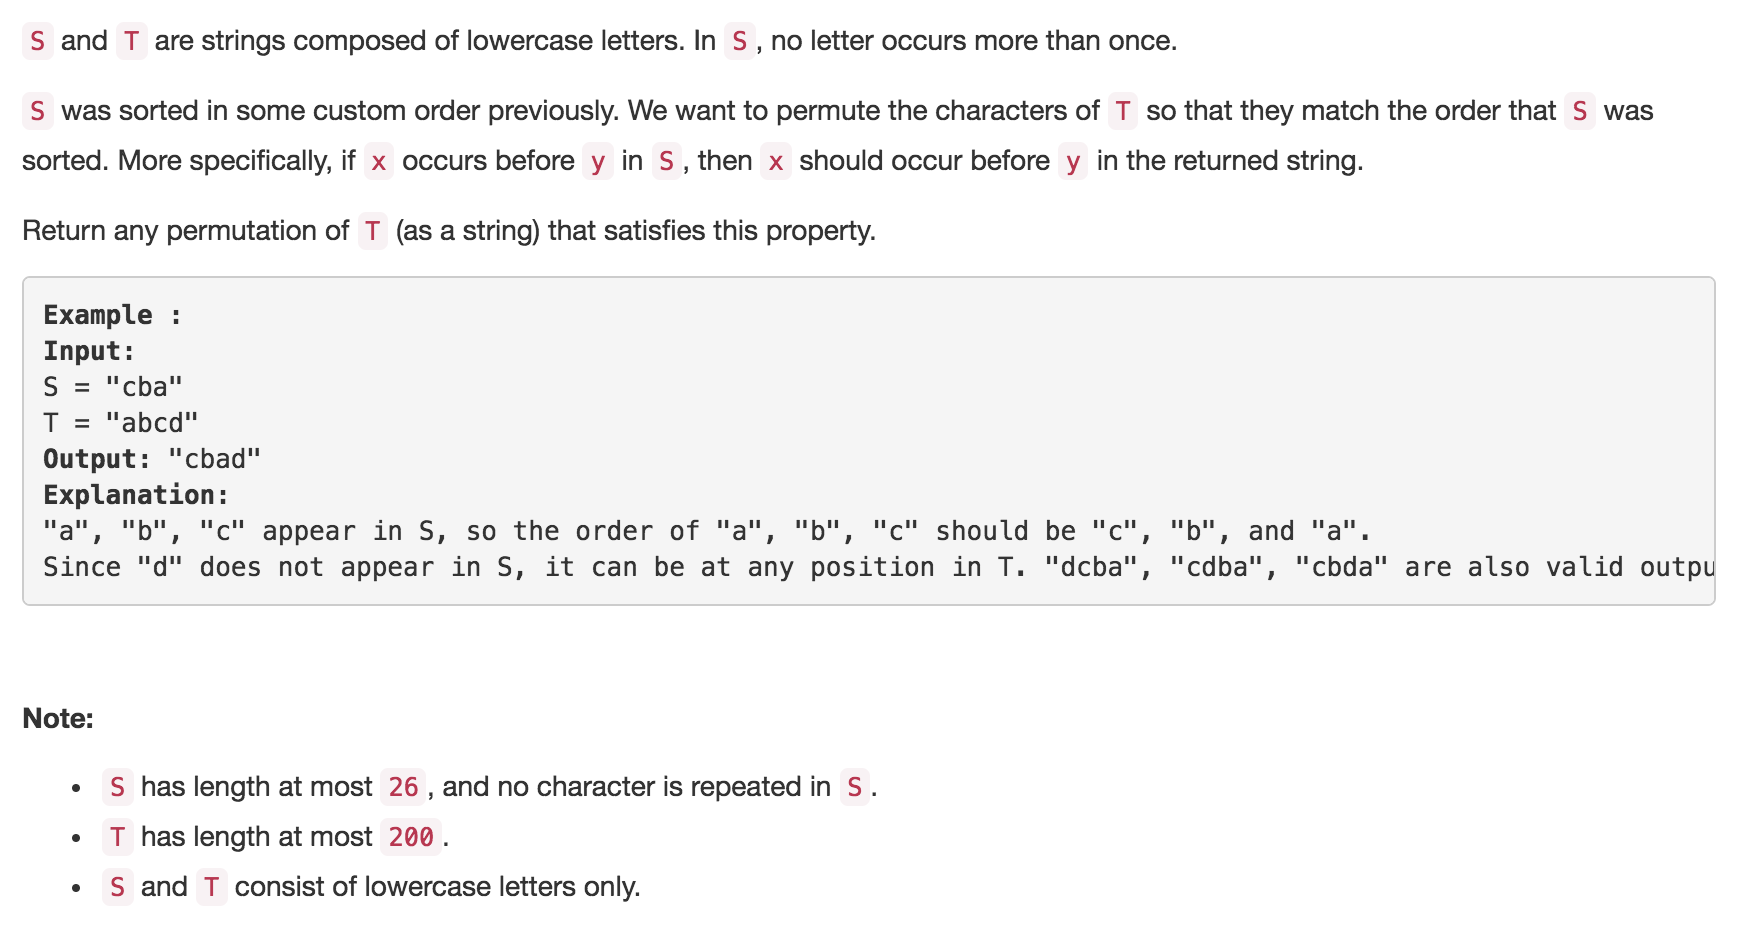 S and T are strings composed of lowercase letters. In S, no letter occurs more than once.
S was sorted in some custom order previously. We want to permute the characters of T so that they match the order that S was
sorted. More specifically, if x occurs before y in S, then x should occur before y in the returned string.
Return any permutation of T (as a string) that satisfies this property.
Example :
Input:
S = "cba"
T = "abcd"
Output: "cbad"
Explanation:
"a", "b", "c" appear in S, so the order of "a", "b", "c" should be "c", "b", and "a".
Since "d" does not appear in S, it can be at any position in T. "dcba", "cdba", "cbda" are also valid outpu
Note:
• S has length at most 26, and no character is repeated in S.
• T has length at most 200.
• S and T consist of lowercase letters only.